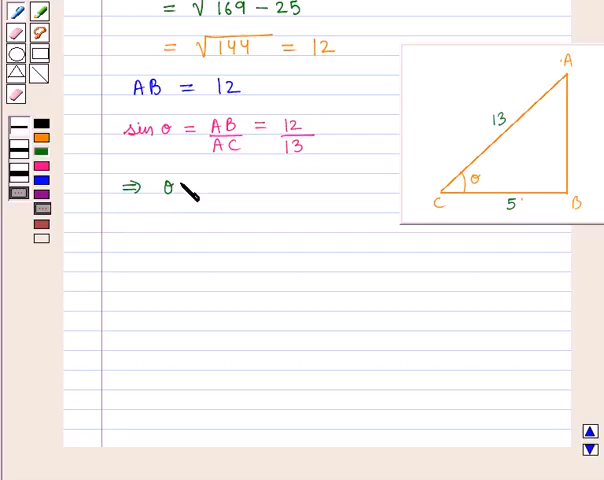 = √169 - 25
= √144 = 12
AB = 12
sin θ = AB/AC = 12/13
⇒ θ
A
13
θ
C
5
B